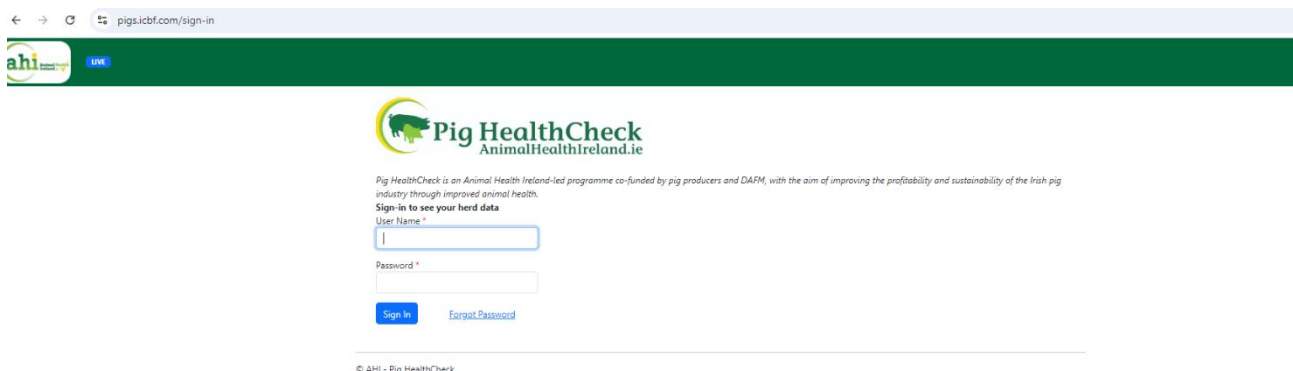 pigs.icbf.com/sign-in
ahi
LIVE
Pig HealthCheck
AnimalHealthIreland.ie
Pig HealthCheck is an Animal Health Ireland-led programme co-funded by pig producers and DAFM, with the aim of improving the profitability and sustainability of the Irish pig
industry through improved animal health.
Sign-in to see your herd data
User Name *
Password *
Sign In Forgot Password
© AHI - Pig HealthCheck